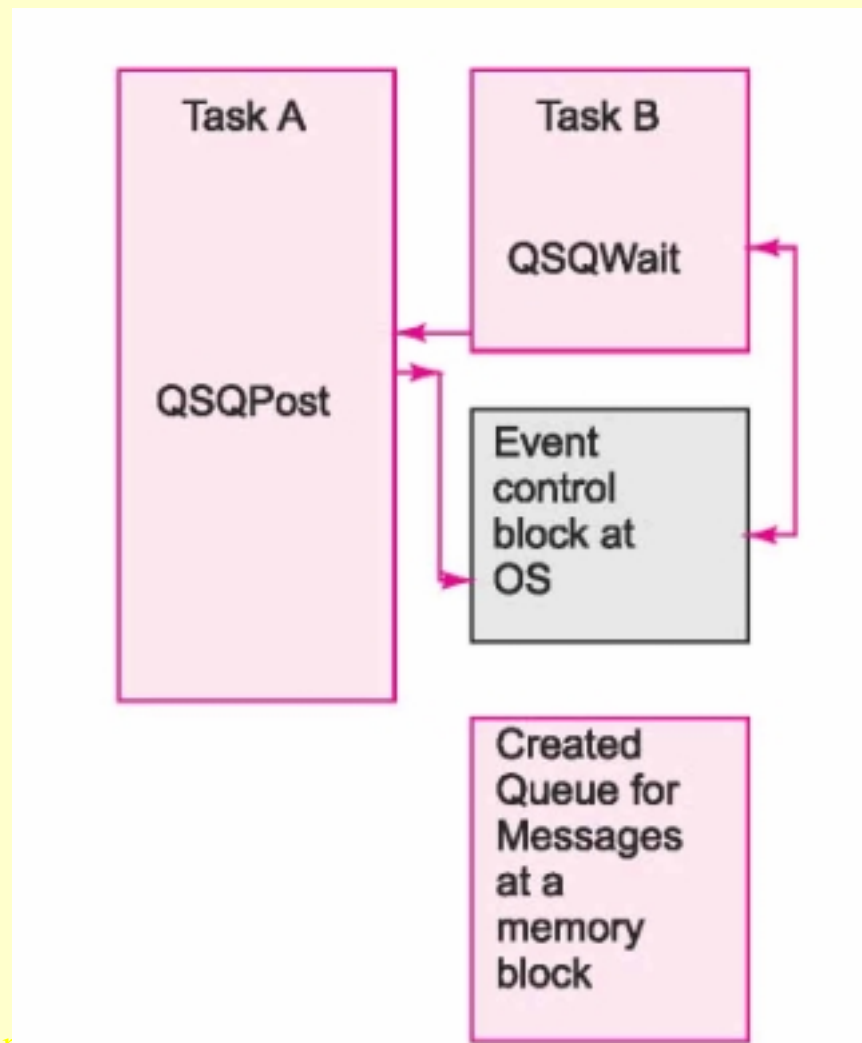 Task A
QSQPost
Task B
QSQWait
Event
control
block at
OS
Created
Queue for
Messages
at a
memory
block